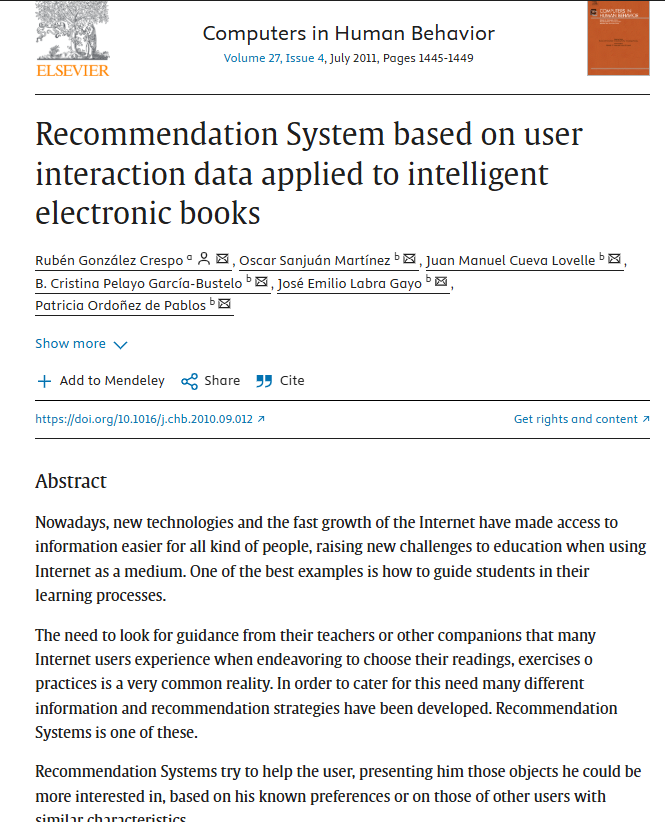 ELSEVIER
Computers in Human Behavior
Volume 27, Issue 4, July 2011, Pages 1445-1449
COMPUTERS IN
HUMAN BEHAVIOR
Recommendation System based on user
interaction data applied to intelligent
electronic books
Rubén González Crespo a, Oscar Sanjuán Martínez b, Juan Manuel Cueva Lovelle b,
B. Cristina Pelayo García-Bustelo b, José Emilio Labra Gayo b,
Patricia Ordoñez de Pablos b
Show more
Add to Mendeley Share Cite
https://doi.org/10.1016/j.chb.2010.09.012 Get rights and content
Abstract
Nowadays, new technologies and the fast growth of the Internet have made access to
information easier for all kind of people, raising new challenges to education when using
Internet as a medium. One of the best examples is how to guide students in their
learning processes.
The need to look for guidance from their teachers or other companions that many
Internet users experience when endeavoring to choose their readings, exercises o
practices is a very common reality. In order to cater for this need many different
information and recommendation strategies have been developed. Recommendation
Systems is one of these.
Recommendation Systems try to help the user, presenting him those objects he could be
more interested in, based on his known preferences or on those of other users with
similar characteristics.